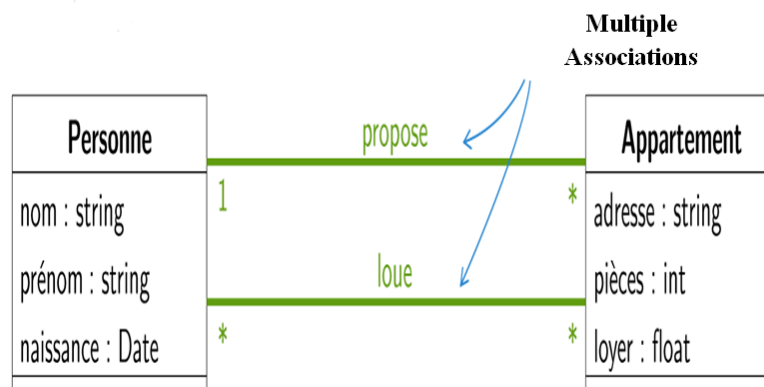 Multiple
Associations
Personne
propose
Appartement
nom : string
1
*
adresse : string
prénom : string
loue
pièces : int
naissance : Date
*
*
loyer : float